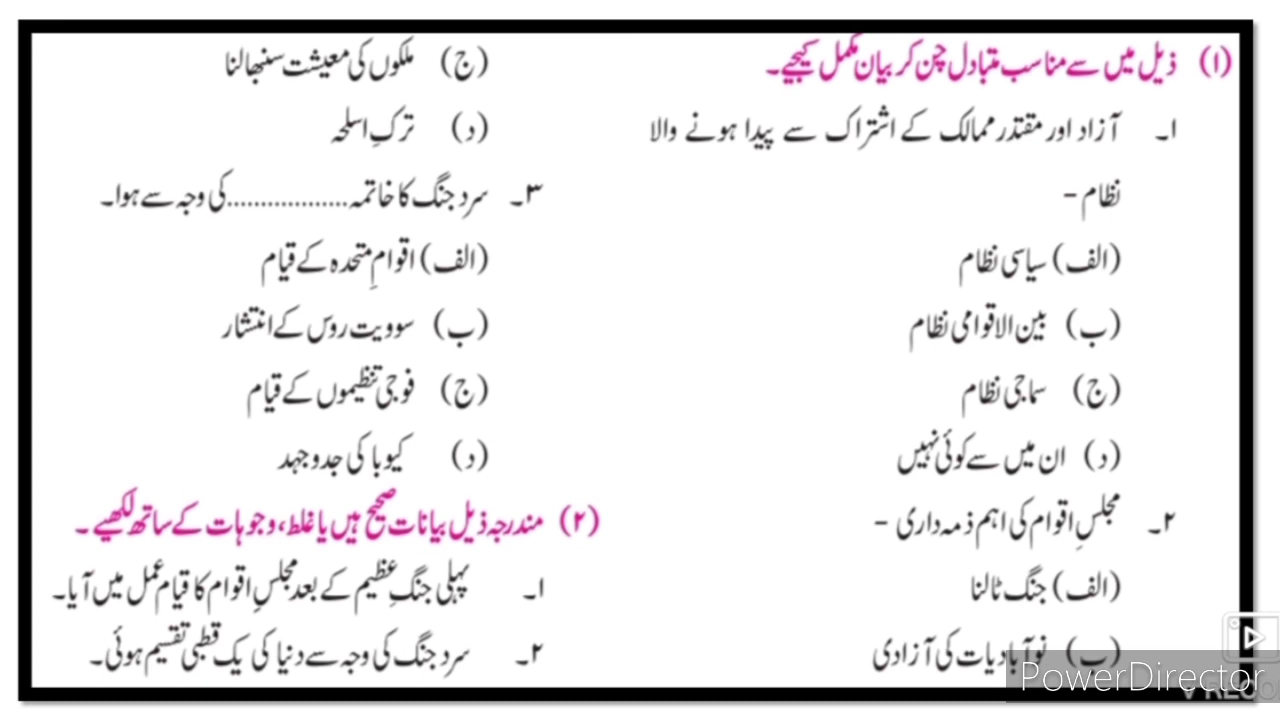 (۱) ذیل میں سے مناسب متبادل چن کر بیان مکمل کیجیے۔
۱۔ آزاد اور مقتدر ممالک کے اشتراک سے پیدا ہونے والا
نظام -
(الف) سیاسی نظام
(ب) بین الاقوامی نظام
(ج) سماجی نظام
(د) ان میں سے کوئی نہیں
۲۔ مجلسِ اقوام کی اہم ذمہ داری -
(الف) جنگ ٹالنا
(ب) نوآبادیات کی آزادی
(ج) ملکوں کی معیشت سنبھالنا
(د) ترکِ اسلحہ
۳۔ سرد جنگ کا خاتمہ .................. کی وجہ سے ہوا۔
(الف) اقوامِ متحدہ کے قیام
(ب) سوویت روس کے انتشار
(ج) فوجی تنظیموں کے قیام
(د) کیوبا کی جدوجہد
(۲) مندرجہ ذیل بیانات صحیح ہیں یا غلط، وجوہات کے ساتھ لکھیے۔
۱۔ پہلی جنگِ عظیم کے بعد مجلسِ اقوام کا قیام عمل میں آیا۔
۲۔ سرد جنگ کی وجہ سے دنیا کی یک قطبی تقسیم ہوئی۔
PowerDirector